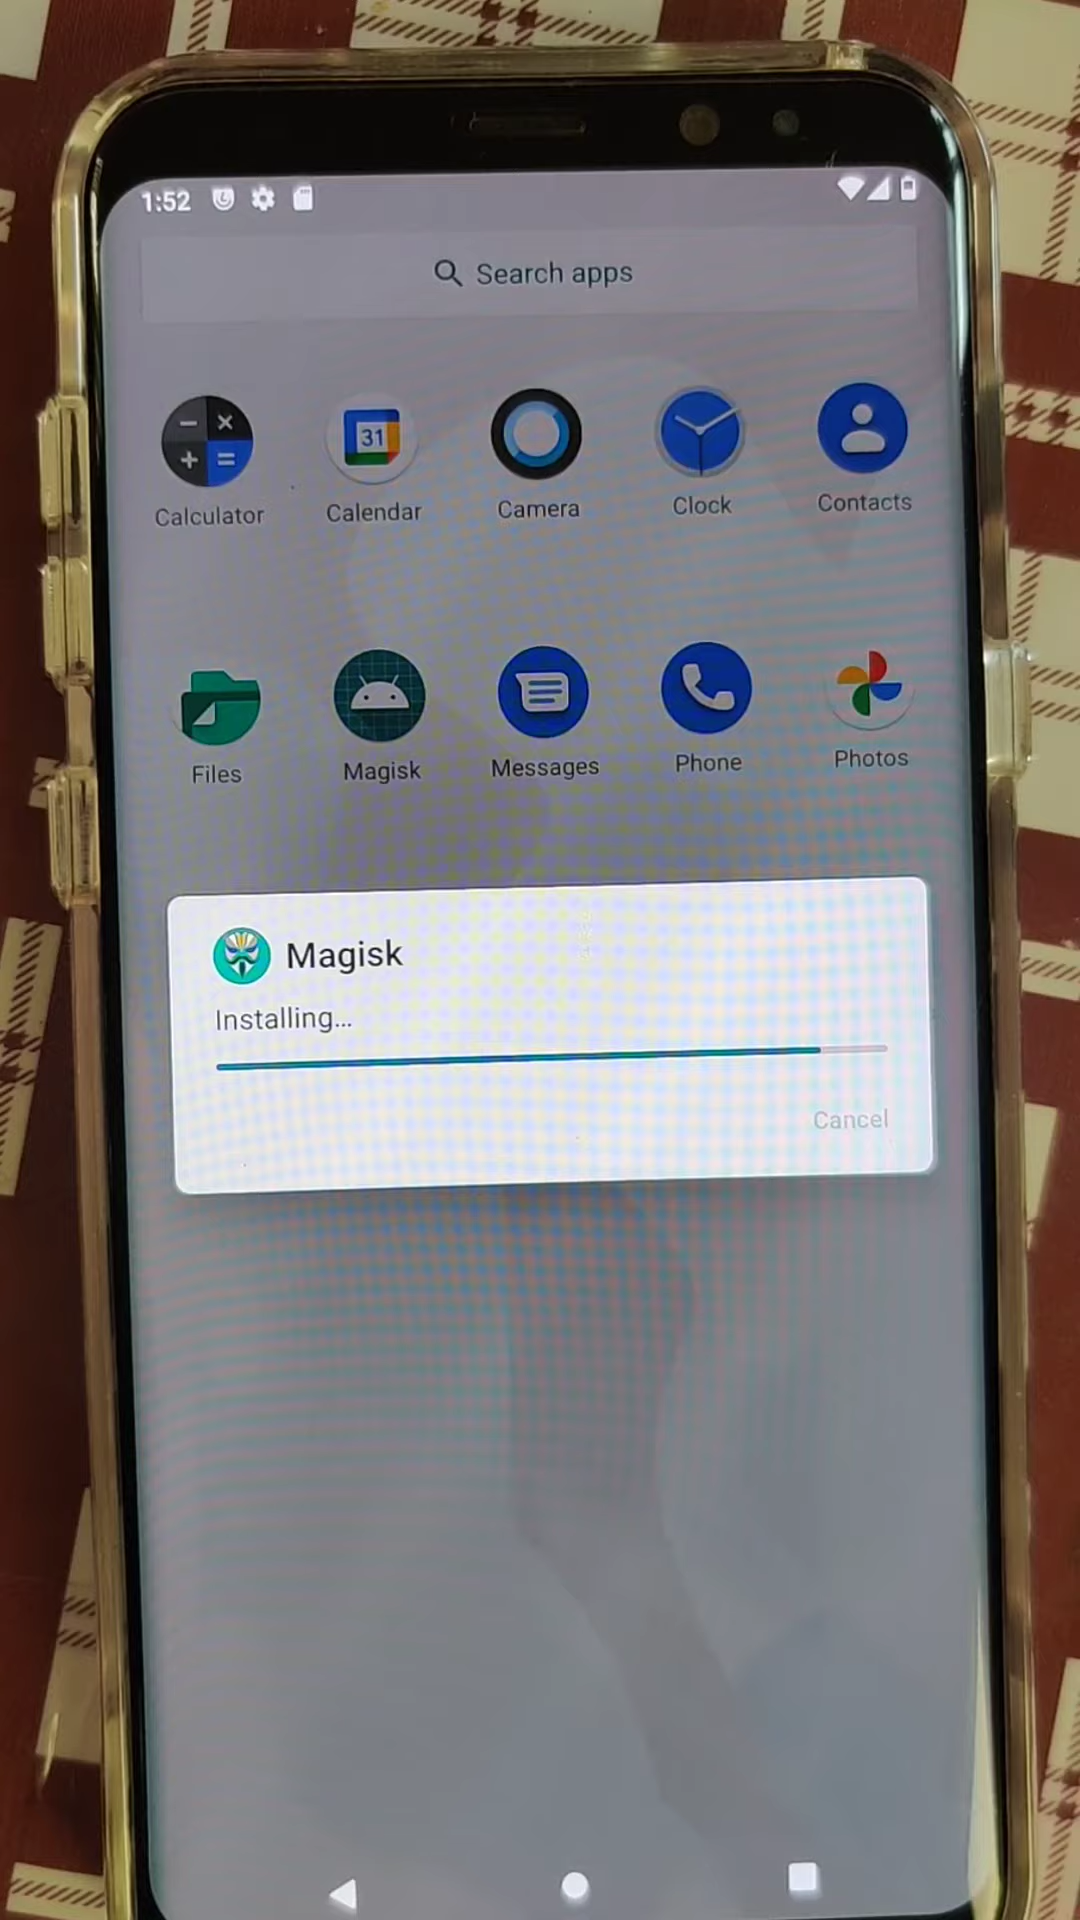 1:52
Search apps
31
Calculator Calendar Camera Clock Contacts
Files Magisk Messages Phone Photos
Magisk
Installing...
Cancel